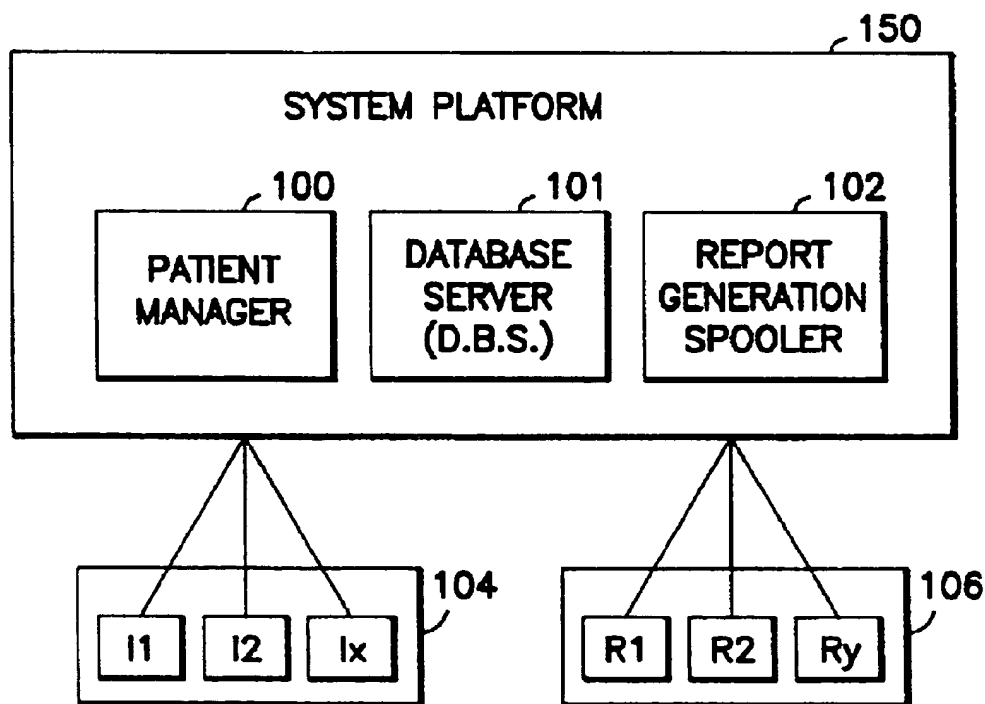 150
SYSTEM PLATFORM
100
101
102
PATIENT
MANAGER
DATABASE
SERVER
(D.B.S.)
REPORT
GENERATION
SPOOLER
104
I1
I2
Ix
106
R1
R2
Ry